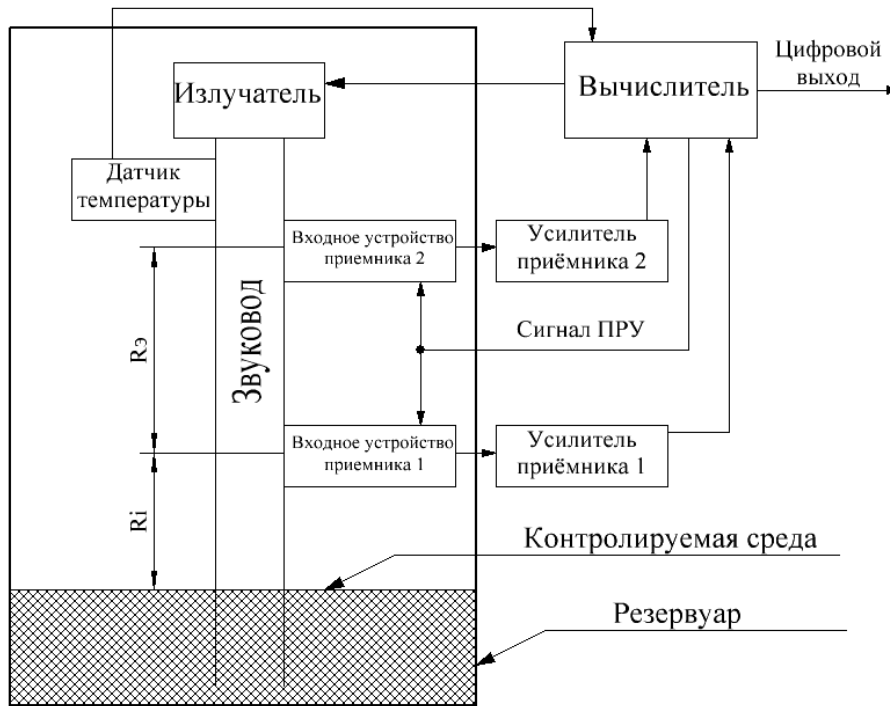 Излучатель
Вычислитель
Цифровой
выход
Датчик
температуры
Входное устройство
приемника 2
Усилитель
приёмника 2
Звуковод
Rэ
Сигнал ПРУ
Входное устройство
приемника 1
Усилитель
приёмника 1
Ri
Контролируемая среда
Резервуар